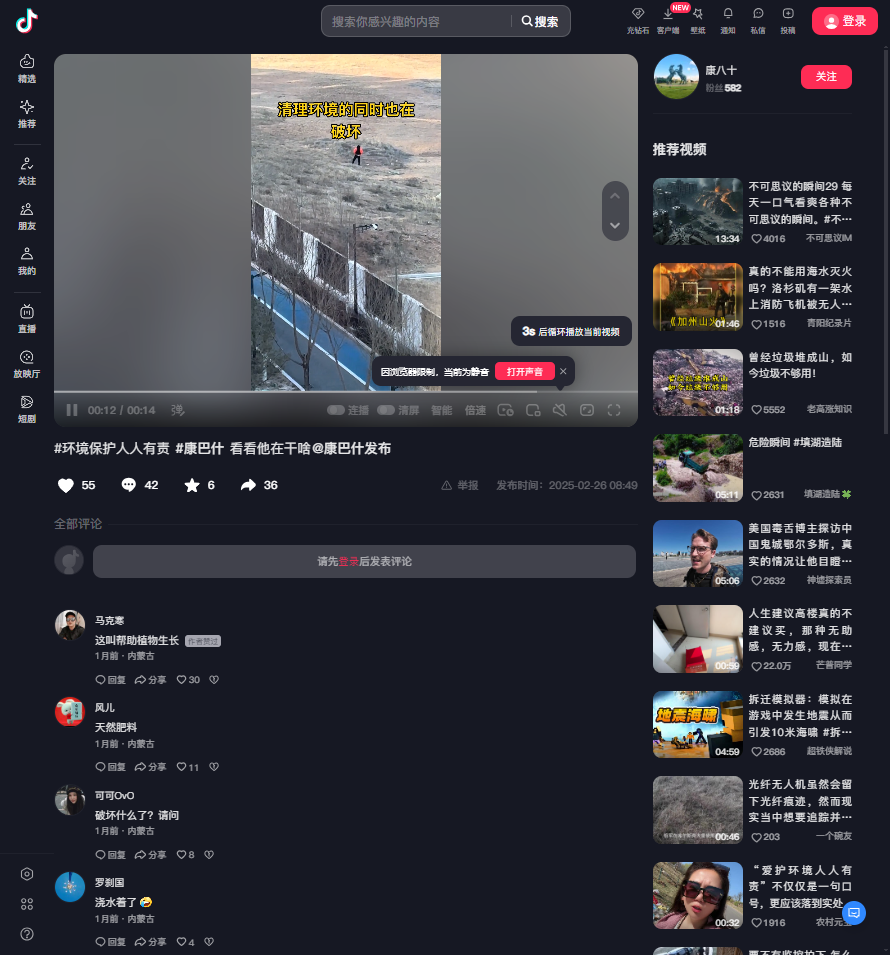 搜索你感兴趣的内容
搜索
充钻石
客户端
NEW
壁纸
通知
私信
投稿
登录
精选
推荐
关注
朋友
我的
直播
放映厅
短剧
清理环境的同时也在
破坏
3s 后循环播放当前视频
因浏览器限制，当前为静音
打开声音
00:12 / 00:14
弹
连播
清屏
智能
倍速
#环境保护人人有责 #康巴什 看看他在干啥@康巴什发布
55
42
6
36
举报
发布时间：2025-02-26 08:49
全部评论
请先登录后发表评论
马克寒
这叫帮助植物生长 作者赞过
1月前 · 内蒙古
回复
分享
30
风儿
天然肥料
1月前 · 内蒙古
回复
分享
11
可可OvO
破坏什么了？请问
1月前 · 内蒙古
回复
分享
8
罗刹国
浇水着了🤣
1月前 · 内蒙古
回复
分享
4
康八十
粉丝582
关注
推荐视频
13:34
不可思议的瞬间29 每
天一口气看爽各种不
可思议的瞬间。#不…
4016
不可思议IM
《加州山火》
01:46
真的不能用海水灭火
吗？洛杉矶有一架水
上消防飞机被无人…
1516
青阳纪录片
曾经垃圾堆成山
如今垃圾不够用
01:18
曾经垃圾堆成山，如
今垃圾不够用！
5552
老高涨知识
05:11
危险瞬间 #填湖造陆
2631
填湖造陆🍀
05:06
美国毒舌博主探访中
国鬼城鄂尔多斯，真
实的情况让他目瞪…
2632
神墟探索员
00:59
人生建议高楼真的不
建议买，那种无助
感，无力感，现在…
22.0万
芒普同学
地震海啸
04:59
拆迁模拟器：模拟在
游戏中发生地震从而
引发10米海啸 #拆…
2686
超铁侠解说
00:46
光纤无人机虽然会留
下光纤痕迹，然而现
实当中想要追踪并…
203
一个碗友
00:32
“爱护环境人人有
责”不仅仅是一句口
号，更应该落到实处
1916